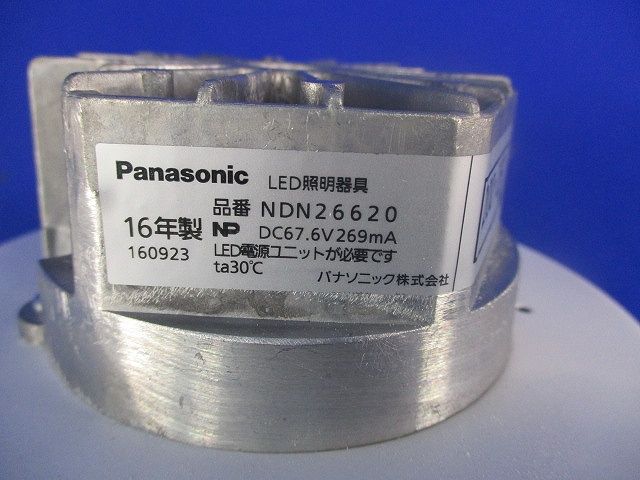 Panasonic LED照明器具
品番 NDN26620
16年製 NP DC67.6V269mA
160923 LED電源ユニットが必要です
ta30℃
パナソニック株式会社